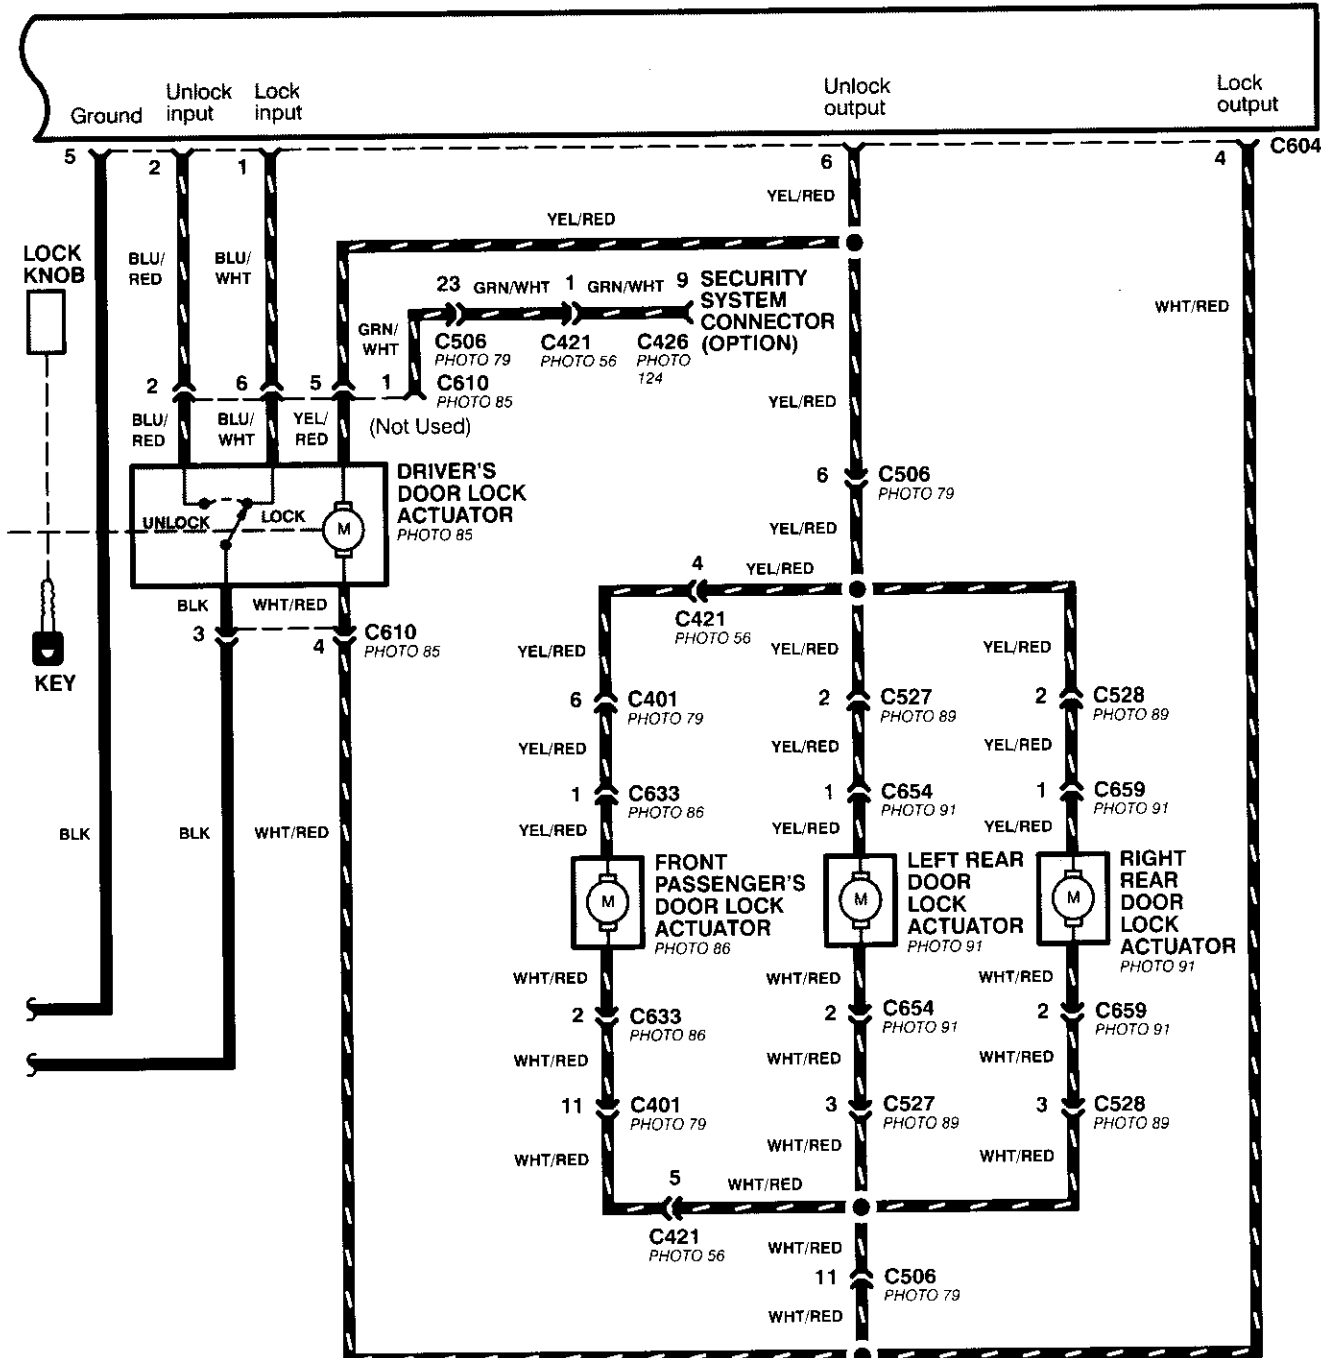 Ground
Unlock
input
Lock
input
Unlock
output
Lock
output
5
2
1
6
4
C604
YEL/RED
YEL/RED
LOCK
KNOB
BLU/
RED
BLU/
WHT
23
GRN/WHT
1
GRN/WHT
9
SECURITY
SYSTEM
CONNECTOR
(OPTION)
WHT/RED
GRN/
WHT
C506
PHOTO 79
C421
PHOTO 56
C426
PHOTO
124
2
6
5
1
C610
PHOTO 85
YEL/RED
BLU/
RED
BLU/
WHT
YEL/
RED
(Not Used)
DRIVER'S
DOOR LOCK
ACTUATOR
PHOTO 85
6
C506
PHOTO 79
UNLOCK
LOCK
M
YEL/RED
4
YEL/RED
C421
PHOTO 56
BLK
WHT/RED
3
4
C610
PHOTO 85
KEY
YEL/RED
YEL/RED
YEL/RED
6
C401
PHOTO 79
2
C527
PHOTO 89
2
C528
PHOTO 89
YEL/RED
YEL/RED
YEL/RED
1
C633
PHOTO 86
1
C654
PHOTO 91
1
C659
PHOTO 91
BLK
BLK
WHT/RED
YEL/RED
YEL/RED
YEL/RED
M
FRONT
PASSENGER'S
DOOR LOCK
ACTUATOR
PHOTO 86
M
LEFT REAR
DOOR
LOCK
ACTUATOR
PHOTO 91
M
RIGHT
REAR
DOOR
LOCK
ACTUATOR
PHOTO 91
WHT/RED
WHT/RED
WHT/RED
2
C633
PHOTO 86
2
C654
PHOTO 91
2
C659
PHOTO 91
WHT/RED
WHT/RED
WHT/RED
11
C401
PHOTO 79
3
C527
PHOTO 89
3
C528
PHOTO 89
WHT/RED
WHT/RED
WHT/RED
5
WHT/RED
C421
PHOTO 56
WHT/RED
11
C506
PHOTO 79
WHT/RED